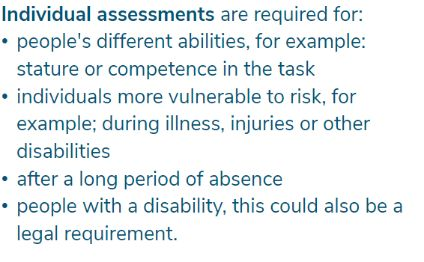 Individual assessments are required for:
• people's different abilities, for example:
stature or competence in the task
• individuals more vulnerable to risk, for
example; during illness, injuries or other
disabilities
• after a long period of absence
• people with a disability, this could also be a
legal requirement.